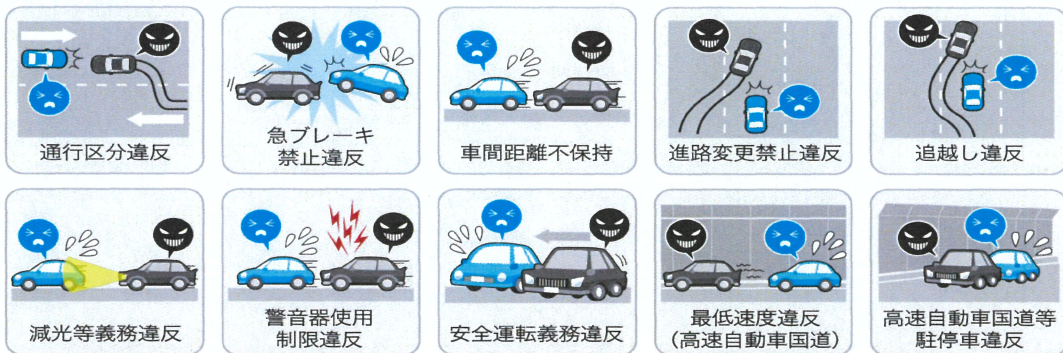 通行区分違反
急ブレーキ
禁止違反
車間距離不保持
進路変更禁止違反
追越し違反
減光等義務違反
警音器使用
制限違反
安全運転義務違反
最低速度違反
(高速自動車国道)
高速自動車国道等
駐停車違反